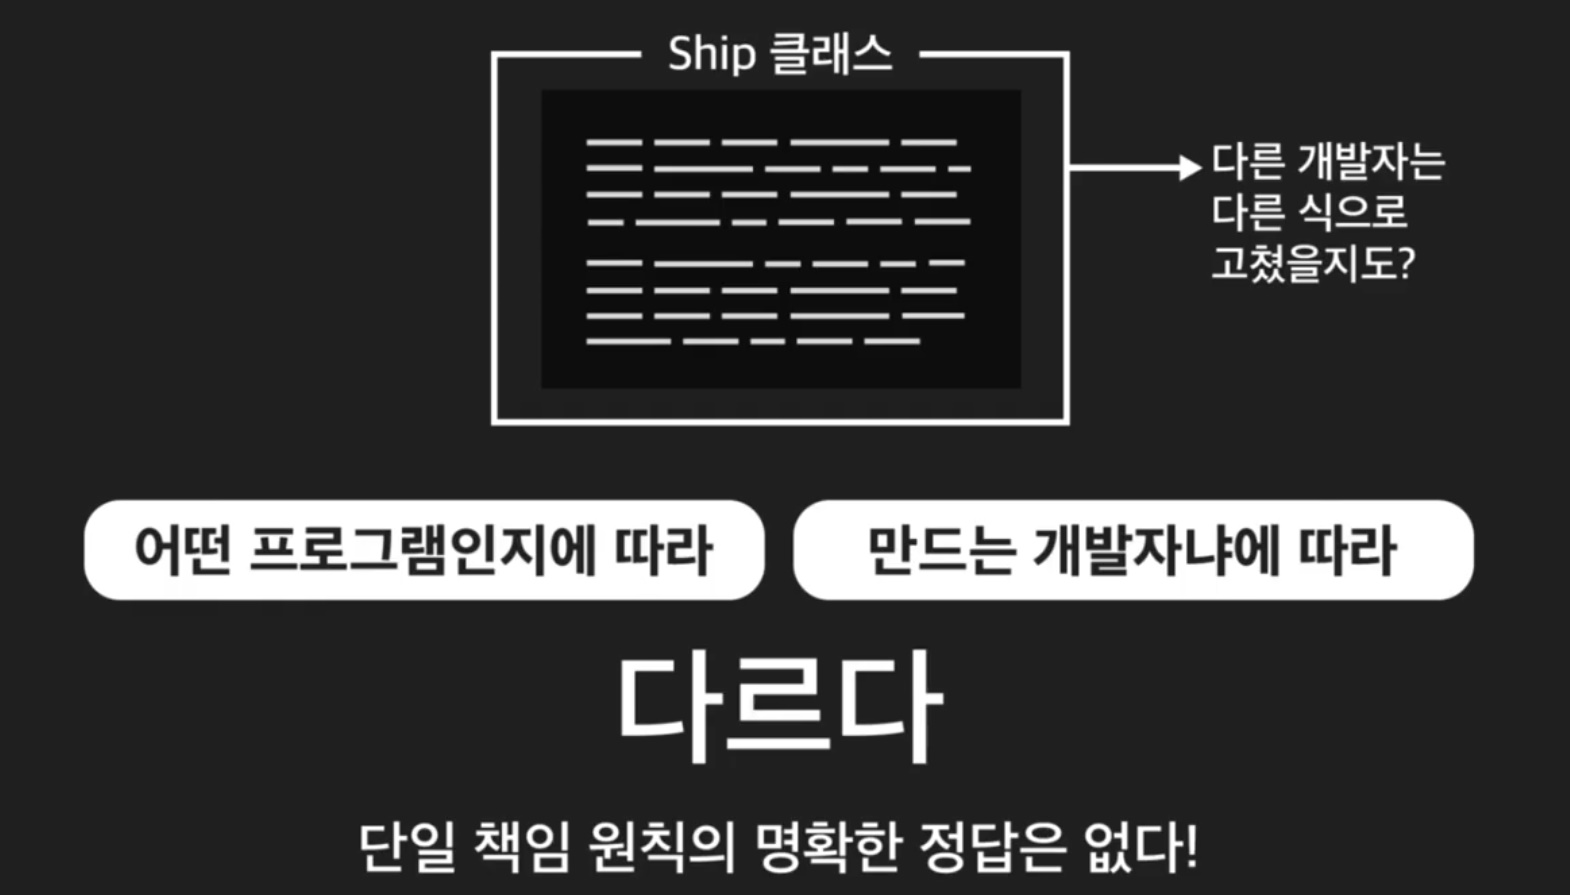 Ship 클래스
다른 개발자는
다른 식으로
고쳤을지도?
어떤 프로그램인지에 따라
만드는 개발자냐에 따라
다르다
단일 책임 원칙의 명확한 정답은 없다!